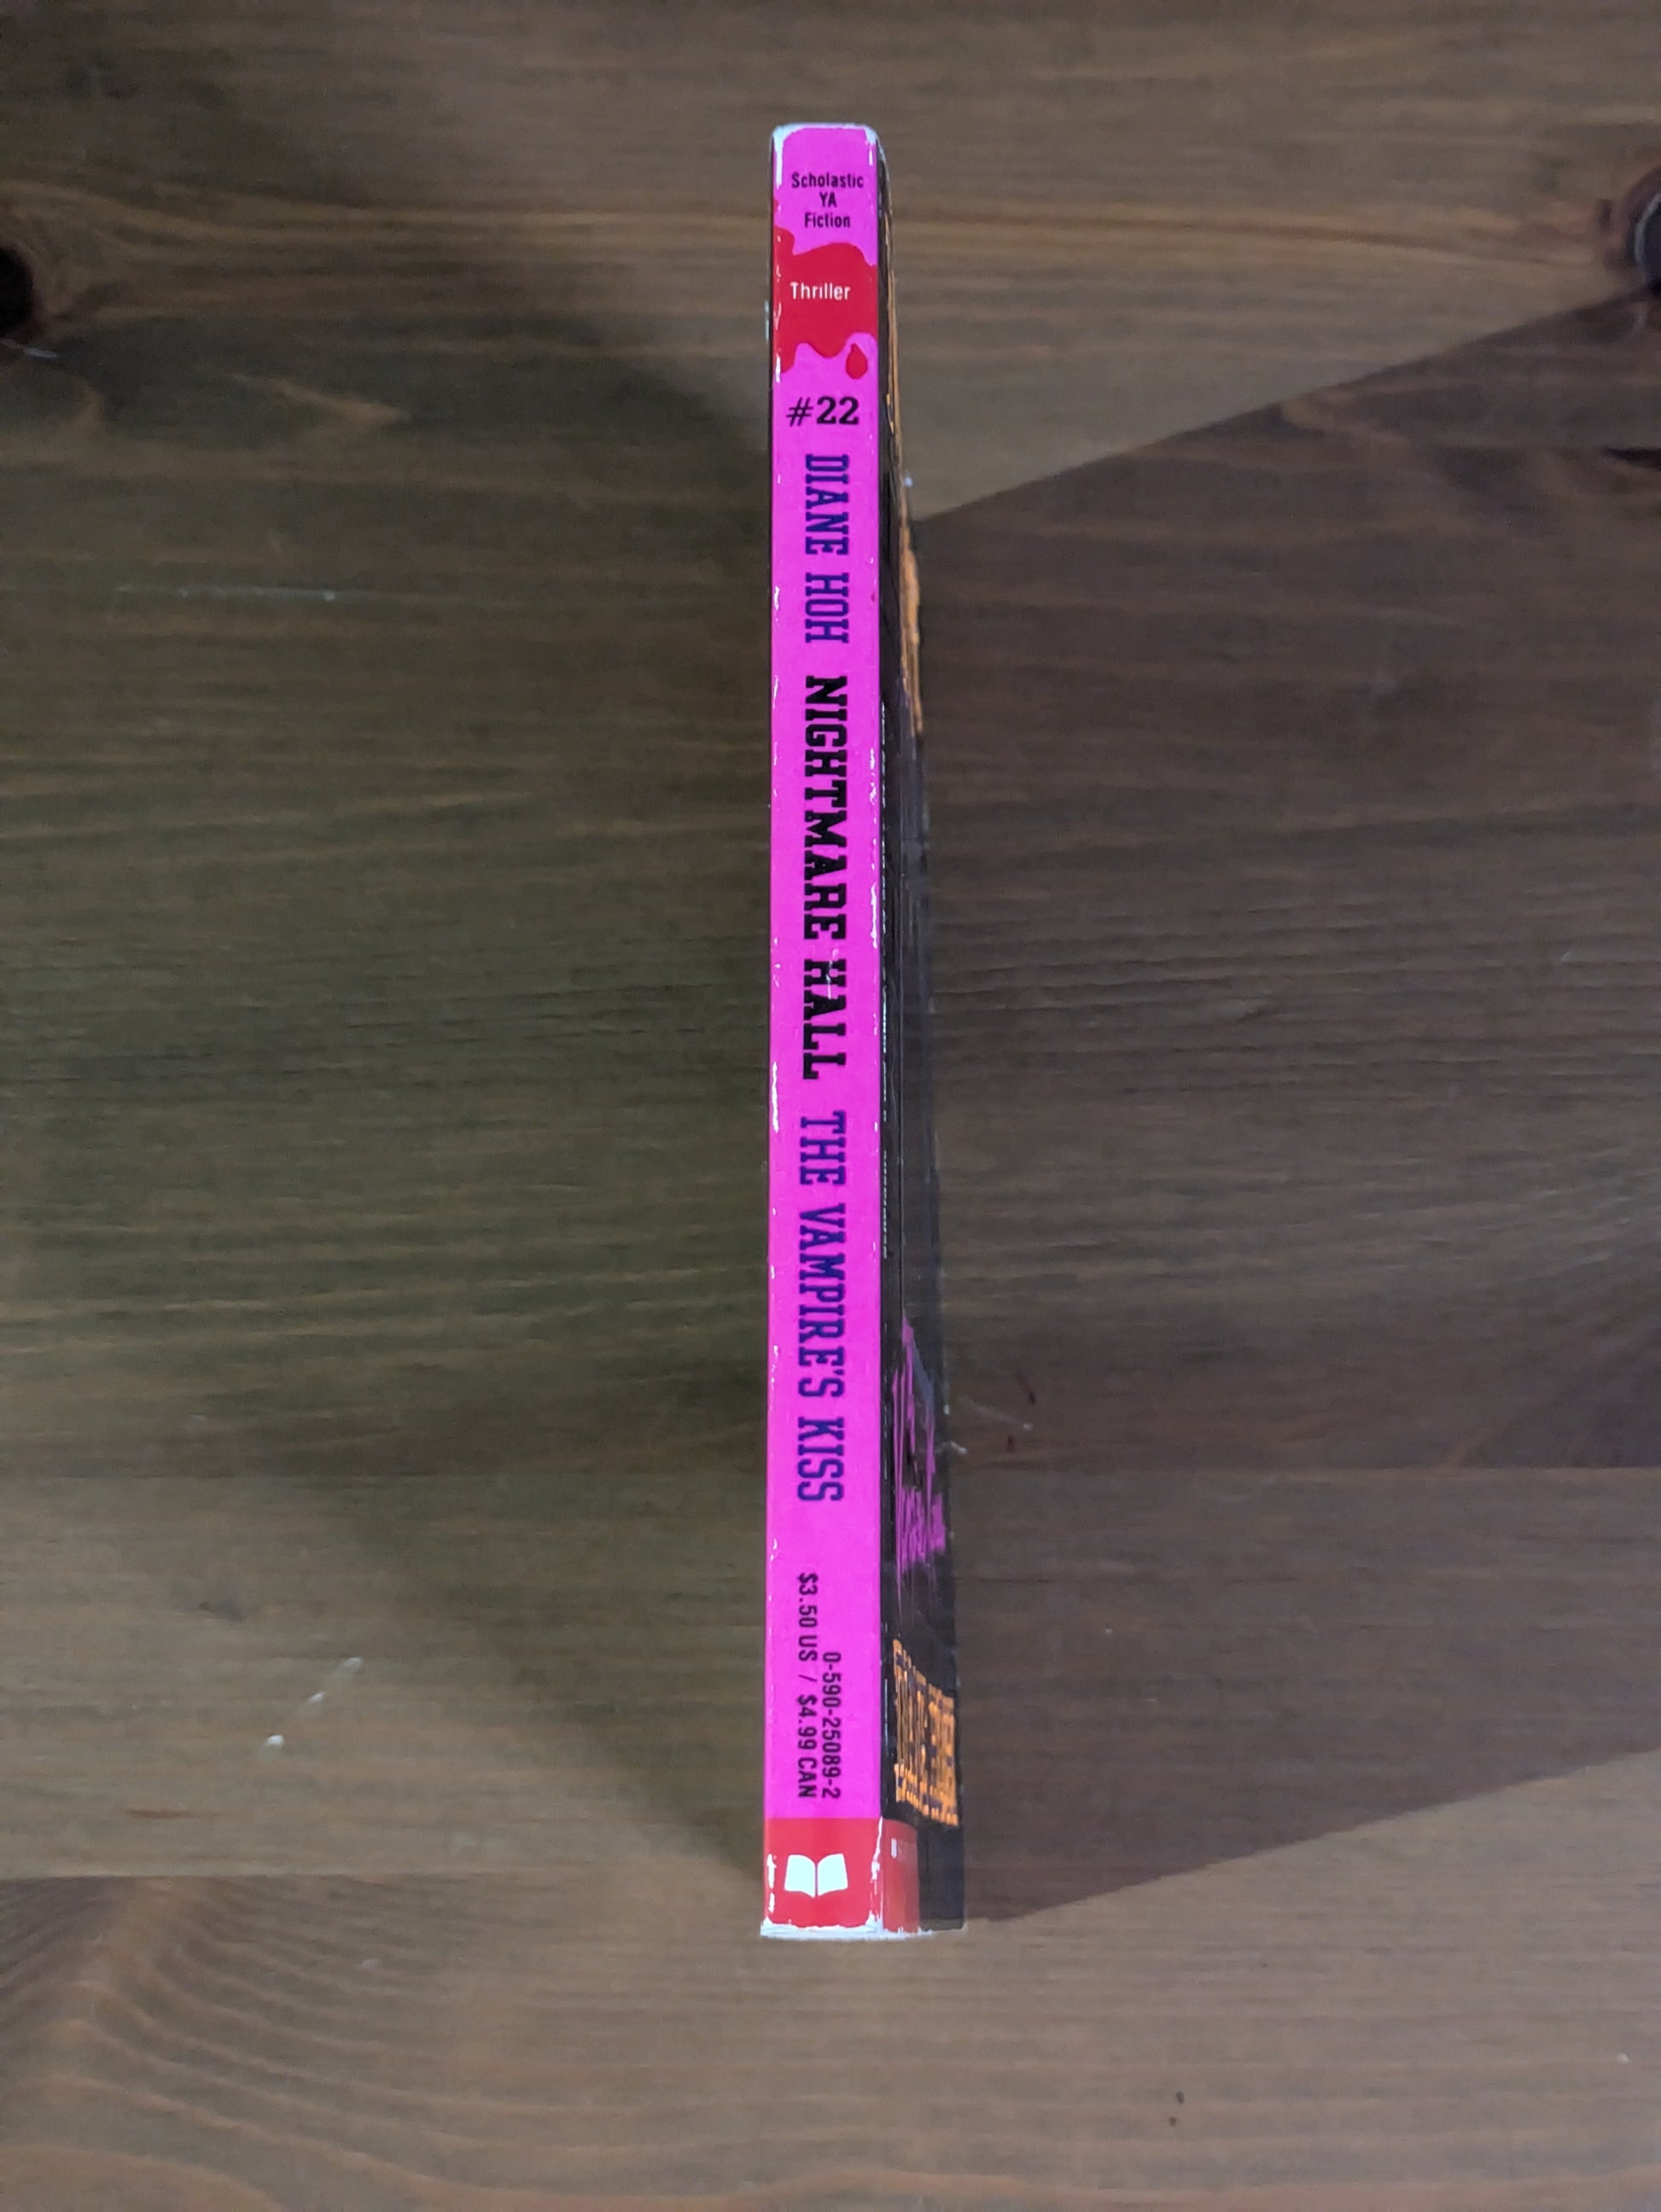 Scholastic
YA
Fiction
Thriller
#22
DIANE HOH NIGHTMARE HALL THE VAMPIRE'S KISS
0-590-25089-2
$3.50 US / $4.99 CAN